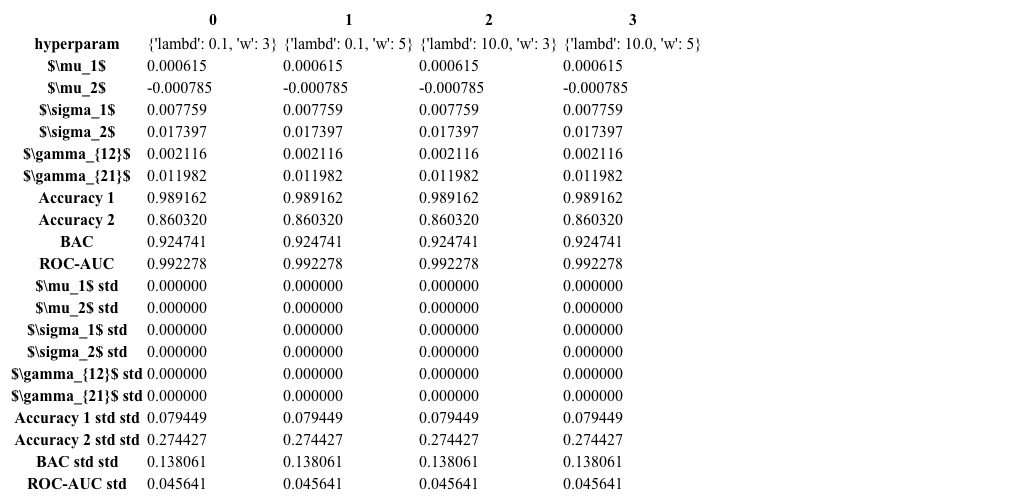 0 1 2 3
hyperparam {'lambd': 0.1, 'w': 3} {'lambd': 0.1, 'w': 5} {'lambd': 10.0, 'w': 3} {'lambd': 10.0, 'w': 5}
$\mu_1$ 0.000615 0.000615 0.000615 0.000615
$\mu_2$ -0.000785 -0.000785 -0.000785 -0.000785
$\sigma_1$ 0.007759 0.007759 0.007759 0.007759
$\sigma_2$ 0.017397 0.017397 0.017397 0.017397
$\gamma_{12}$ 0.002116 0.002116 0.002116 0.002116
$\gamma_{21}$ 0.011982 0.011982 0.011982 0.011982
Accuracy 1 0.989162 0.989162 0.989162 0.989162
Accuracy 2 0.860320 0.860320 0.860320 0.860320
BAC 0.924741 0.924741 0.924741 0.924741
ROC-AUC 0.992278 0.992278 0.992278 0.992278
$\mu_1$ std 0.000000 0.000000 0.000000 0.000000
$\mu_2$ std 0.000000 0.000000 0.000000 0.000000
$\sigma_1$ std 0.000000 0.000000 0.000000 0.000000
$\sigma_2$ std 0.000000 0.000000 0.000000 0.000000
$\gamma_{12}$ std 0.000000 0.000000 0.000000 0.000000
$\gamma_{21}$ std 0.000000 0.000000 0.000000 0.000000
Accuracy 1 std std 0.079449 0.079449 0.079449 0.079449
Accuracy 2 std std 0.274427 0.274427 0.274427 0.274427
BAC std std 0.138061 0.138061 0.138061 0.138061
ROC-AUC std 0.045641 0.045641 0.045641 0.045641